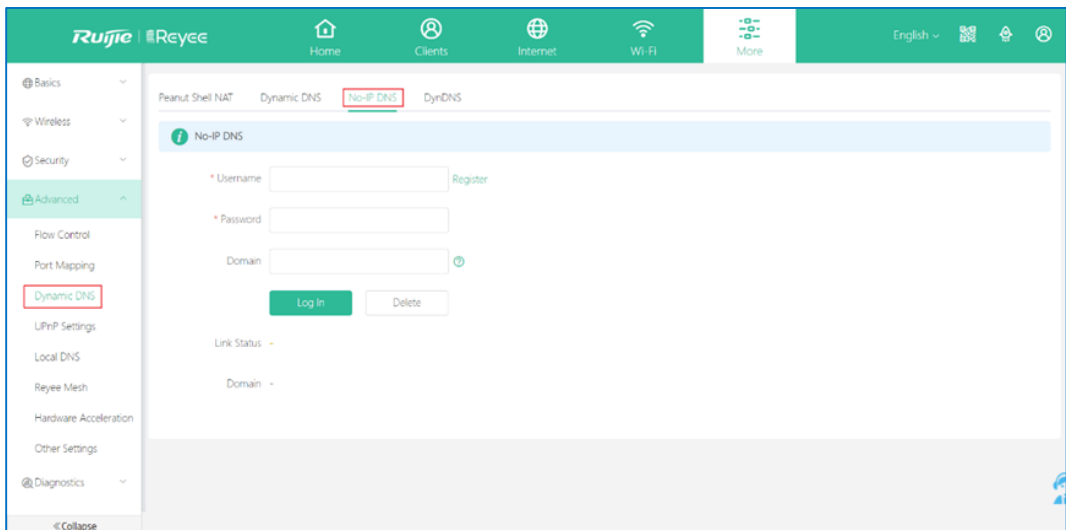 Ruijie | Reyee
Home
Clients
Internet
Wi-Fi
More
English
Basics
Wireless
Security
Advanced
Flow Control
Port Mapping
Dynamic DNS
UPnP Settings
Local DNS
Reyee Mesh
Hardware Acceleration
Other Settings
Diagnostics
Collapse
Peanut Shell NAT Dynamic DNS No-IP DNS DynDNS
No-IP DNS
* Username Register
* Password
Domain
Log In Delete
Link Status -
Domain -